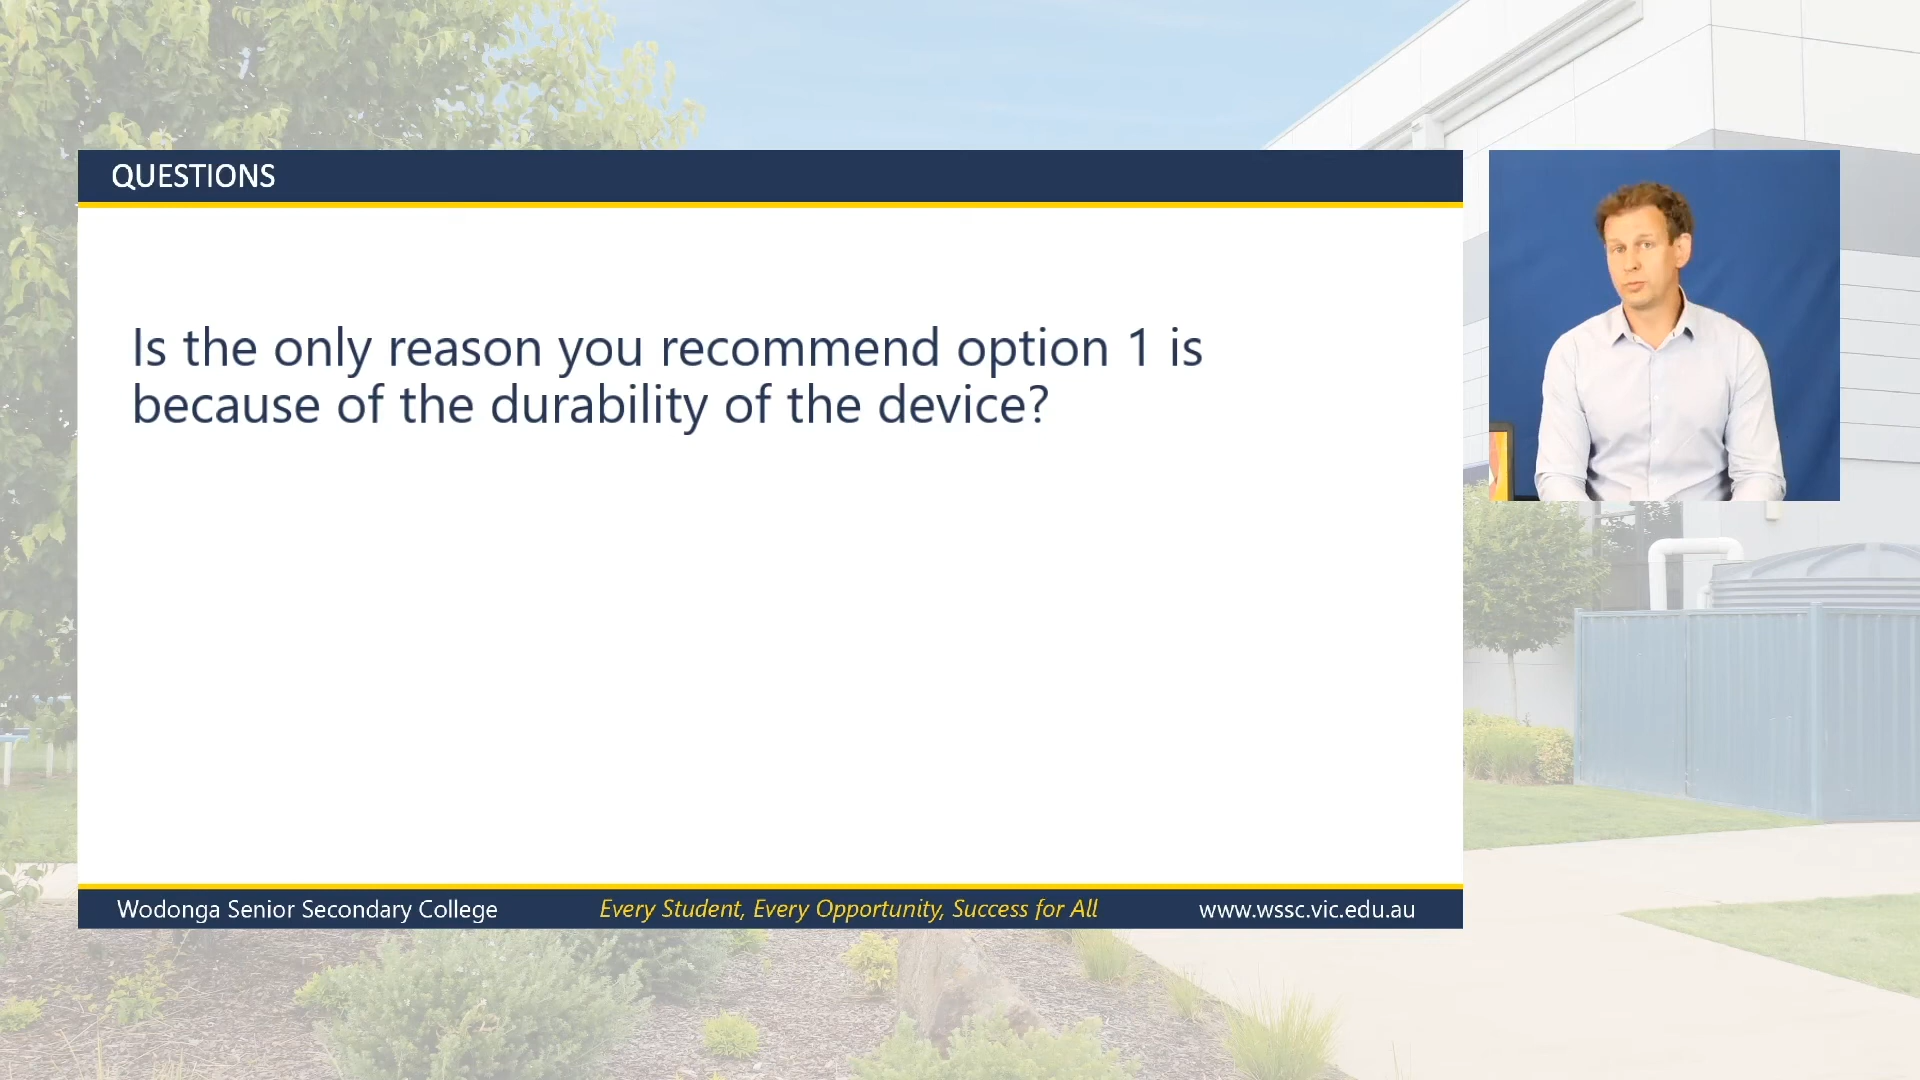 QUESTIONS
Is the only reason you recommend option 1 is
because of the durability of the device?
Wodonga Senior Secondary College
Every Student, Every Opportunity, Success for All
www.wssc.vic.edu.au